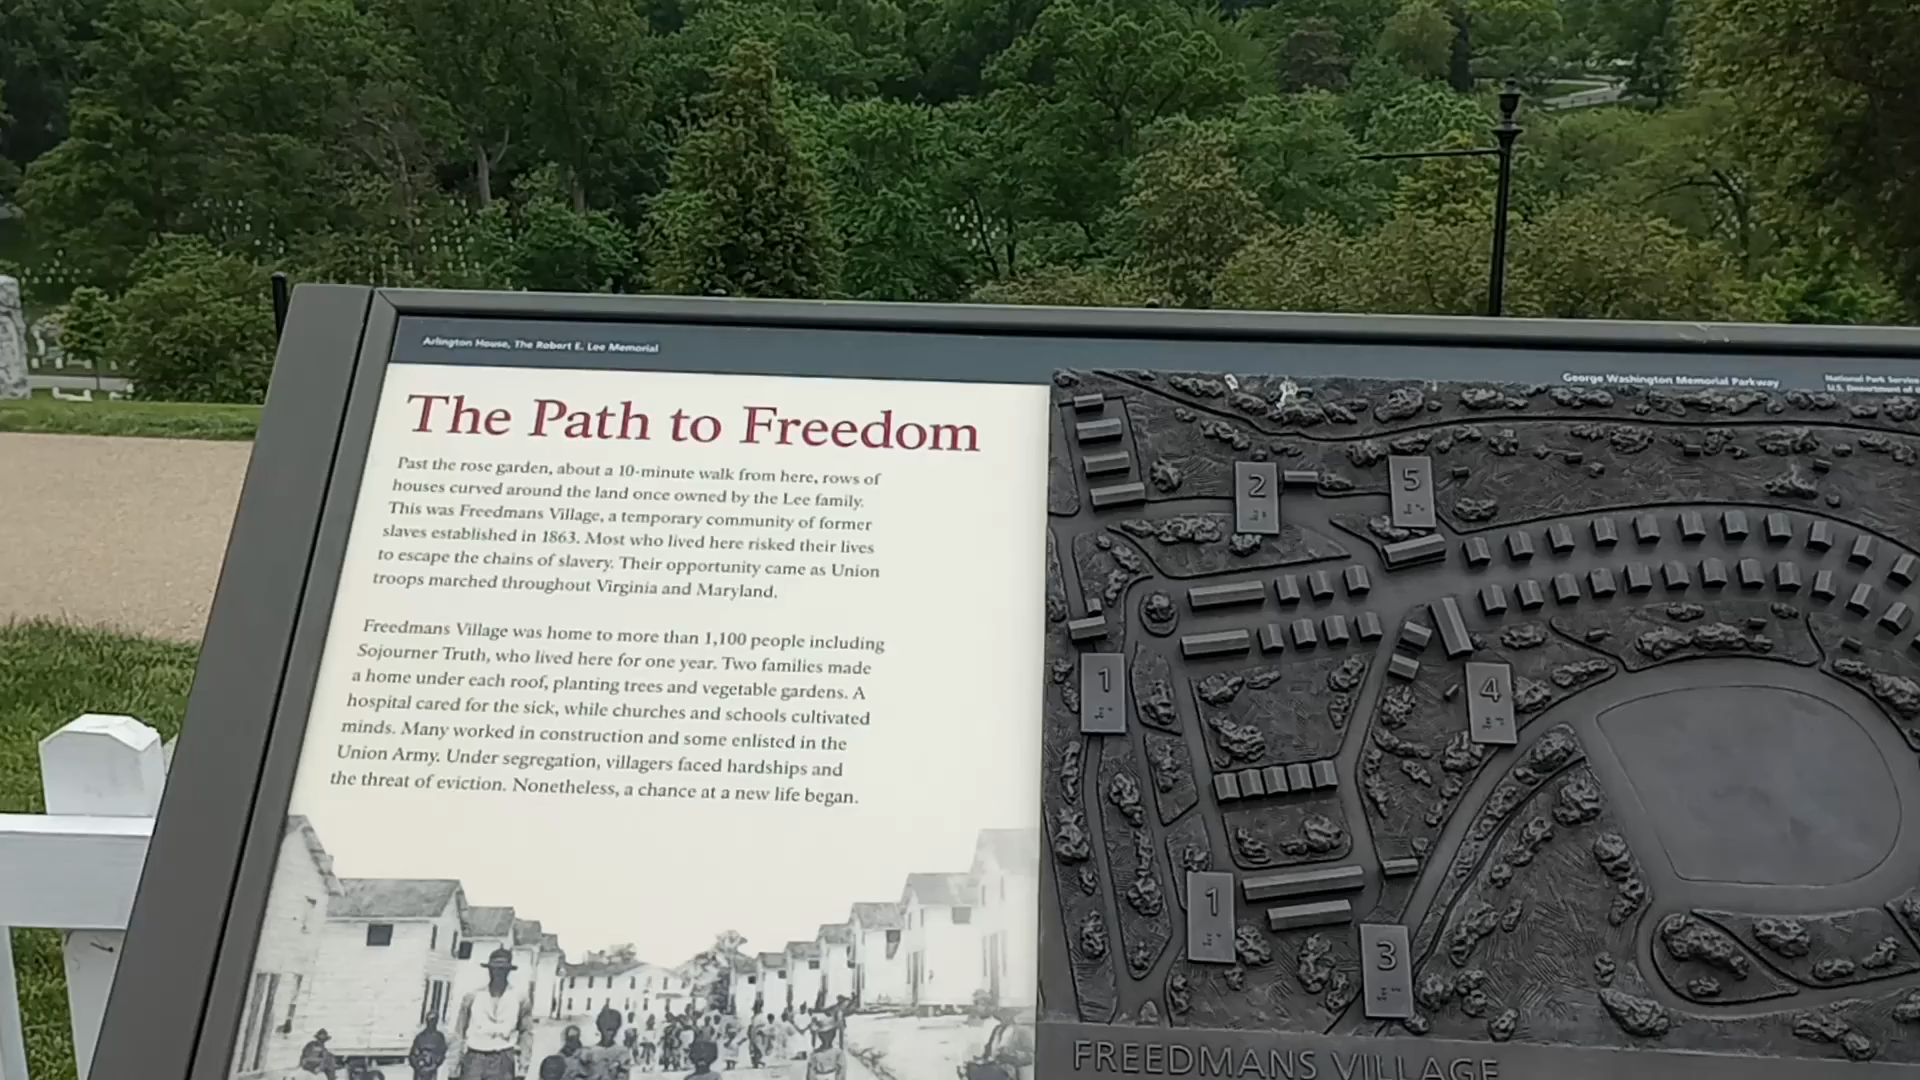 Arlington House, The Robert E. Lee Memorial
George Washington Memorial Parkway
National Park Service
U.S. Department of
The Path to Freedom
Past the rose garden, about a 10-minute walk from here, rows of
houses curved around the land once owned by the Lee family.
This was Freedmans Village, a temporary community of former
slaves established in 1863. Most who lived here risked their lives
to escape the chains of slavery. Their opportunity came as Union
troops marched throughout Virginia and Maryland.
Freedmans Village was home to more than 1,100 people including
Sojourner Truth, who lived here for one year. Two families made
a home under each roof, planting trees and vegetable gardens. A
hospital cared for the sick, while churches and schools cultivated
minds. Many worked in construction and some enlisted in the
Union Army. Under segregation, villagers faced hardships and
the threat of eviction. Nonetheless, a chance at a new life began.
2
5
1
4
1
3
FREEDMANS VILLAGE